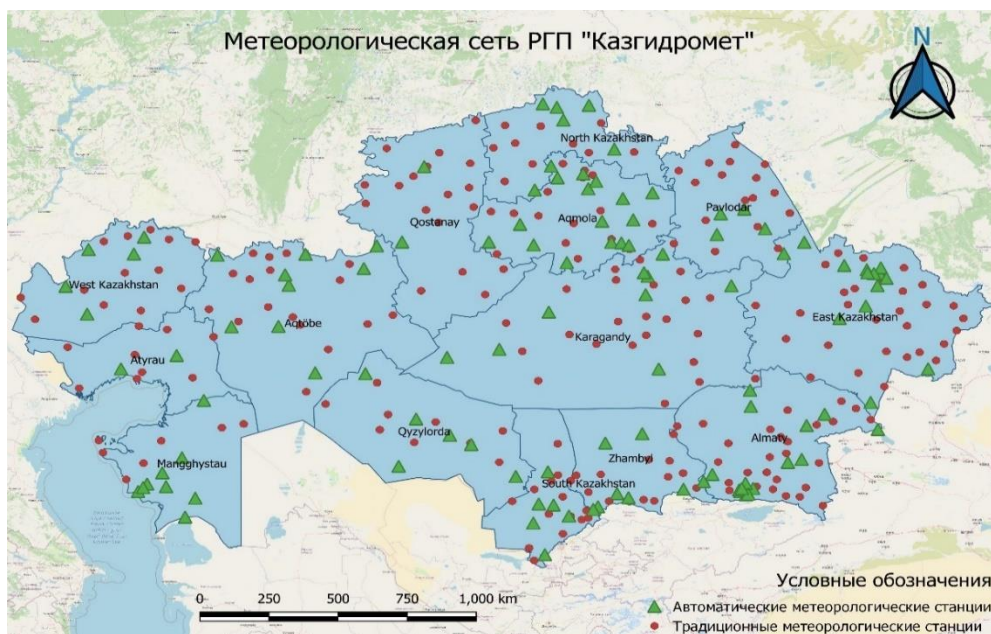 Метеорологическая сеть РГП "Казгидромет"
N
North Kazakhstan
Pavlodar
Aqmola
Qostanay
West Kazakhstan
Aqtöbe
East Kazakhstan
Karagandy
Atyrau
Qyzylorda
Almaty
Zhambyl
Mangghystau
South Kazakhstan
Условные обозначения
0 250 500 750 1,000 km
Автоматические метеорологические станции
Традиционные метеорологические станции